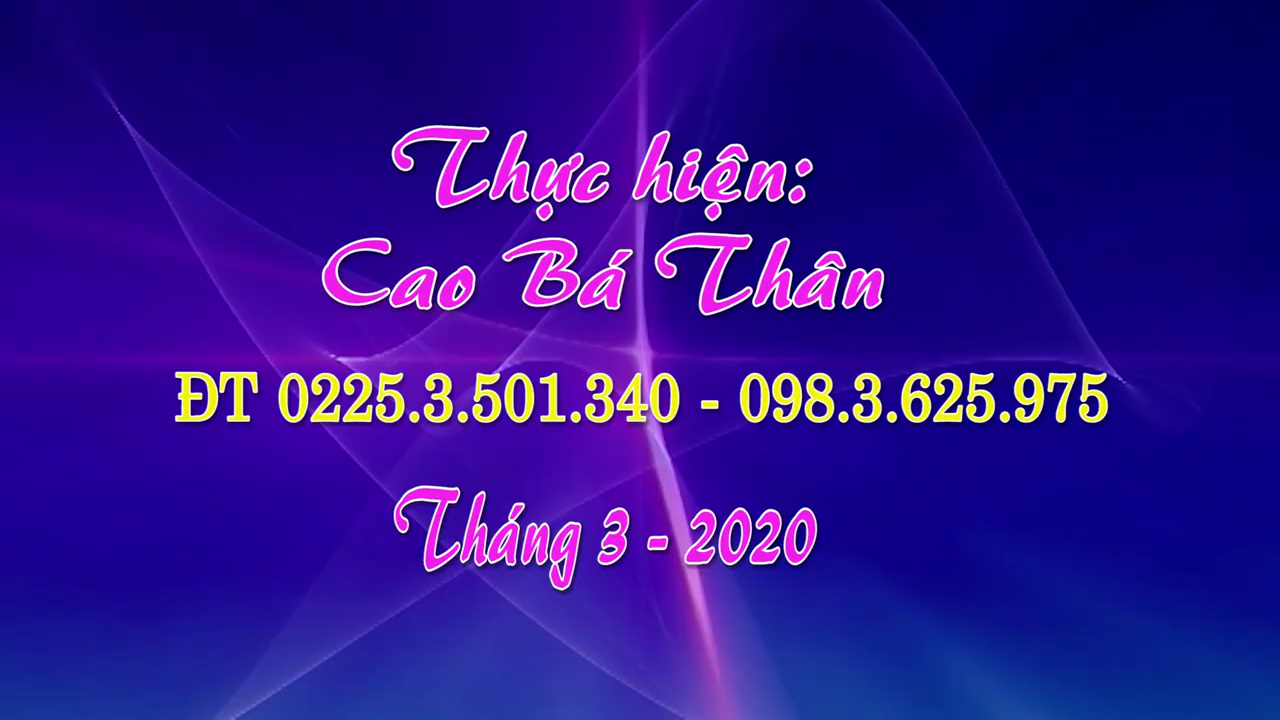 Thực hiện:
Cao Bá Thân
ĐT 0225.3.501.340 - 098.3.625.975
Tháng 3 - 2020